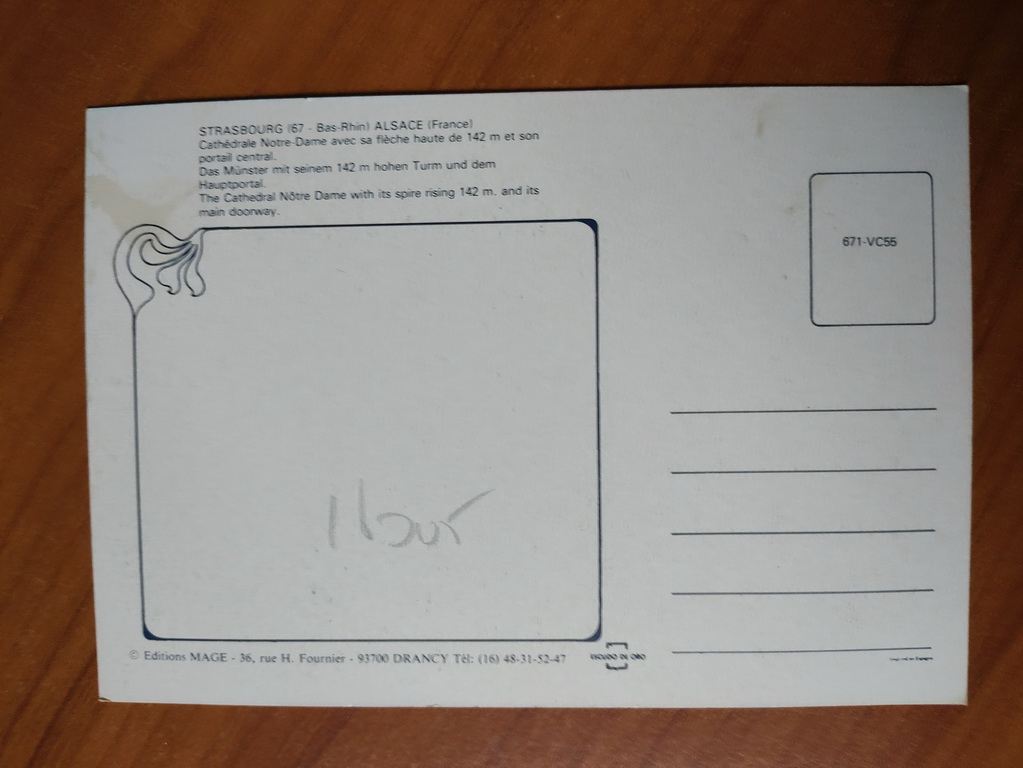 STRASBOURG (67 - Bas-Rhin) ALSACE (France)
Cathédrale Notre-Dame avec sa flèche haute de 142 m et son
portail central.
Das Münster mit seinem 142 m hohen Turm und dem
Hauptportal.
The Cathedral Nôtre Dame with its spire rising 142 m. and its
main doorway.
671-VC55
© Editions MAGE - 36, rue H. Fournier - 93700 DRANCY Tél: (16) 48-31-52-47
ESCUDO DE ORO